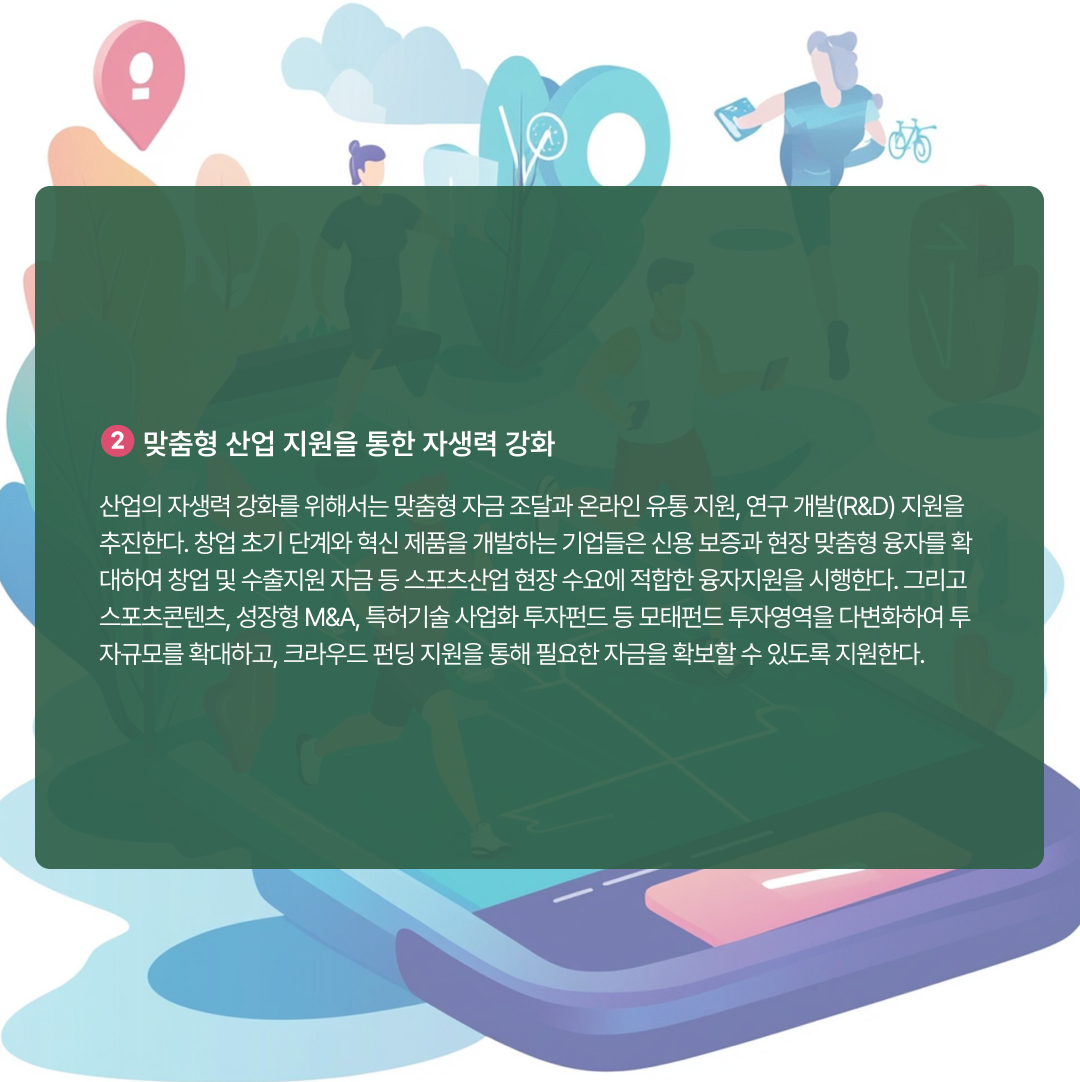 2 맞춤형 산업 지원을 통한 자생력 강화
산업의 자생력 강화를 위해서는 맞춤형 자금 조달과 온라인 유통 지원, 연구 개발(R&D) 지원을
추진한다. 창업 초기 단계와 혁신 제품을 개발하는 기업들은 신용 보증과 현장 맞춤형 융자를 확
대하여 창업 및 수출지원 자금 등 스포츠산업 현장 수요에 적합한 융자지원을 시행한다. 그리고
스포츠콘텐츠, 성장형 M&A, 특허기술 사업화 투자펀드 등 모태펀드 투자영역을 다변화하여 투
자규모를 확대하고, 크라우드 펀딩 지원을 통해 필요한 자금을 확보할 수 있도록 지원한다.